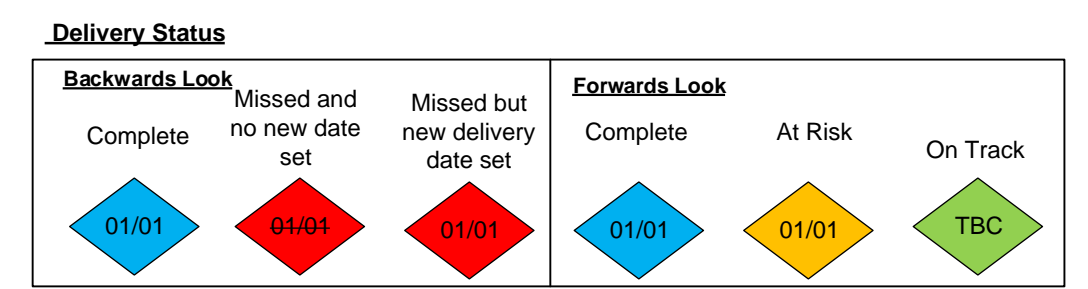 Delivery Status
Backwards Look
Complete
Missed and
no new date
set
Missed but
new delivery
date set
01/01
01/01
01/01
Forwards Look
Complete
At Risk
On Track
01/01
01/01
TBC